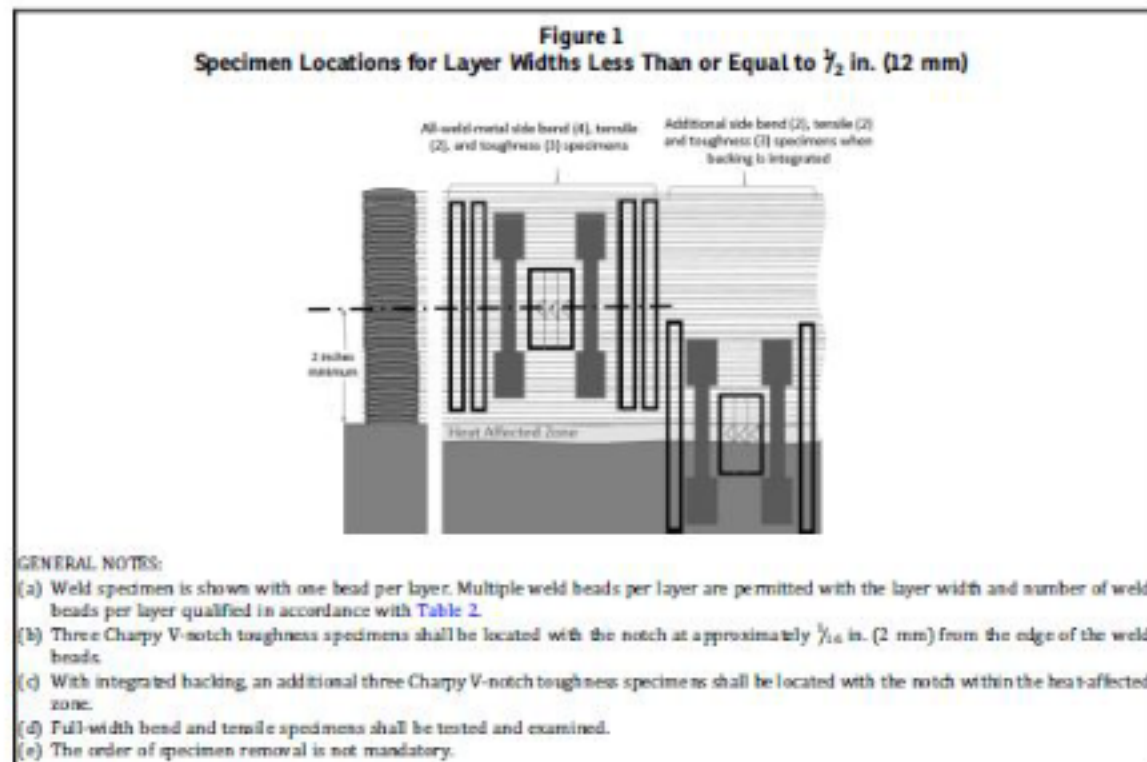 Figure 1
Specimen Locations for Layer Widths Less Than or Equal to 1/2 in. (12 mm)
All-weld-metal side bend (4), tensile
(2), and toughness (3) specimens
Additional side bend (2), tensile (2)
and toughness (3) specimens when
backing is integrated
2 inches
minimum
Heat Affected Zone
GENERAL NOTES:
(a) Weld specimen is shown with one bead per layer. Multiple weld beads per layer are permitted with the layer width and number of weld
beads per layer qualified in accordance with Table 2.
(b) Three Charpy V-notch toughness specimens shall be located with the notch at approximately 1/16 in. (2 mm) from the edge of the weld
beads.
(c) With integrated backing, an additional three Charpy V-notch toughness specimens shall be located with the notch within the heat-affected
zone.
(d) Full-width bend and tensile specimens shall be tested and examined.
(e) The order of specimen removal is not mandatory.